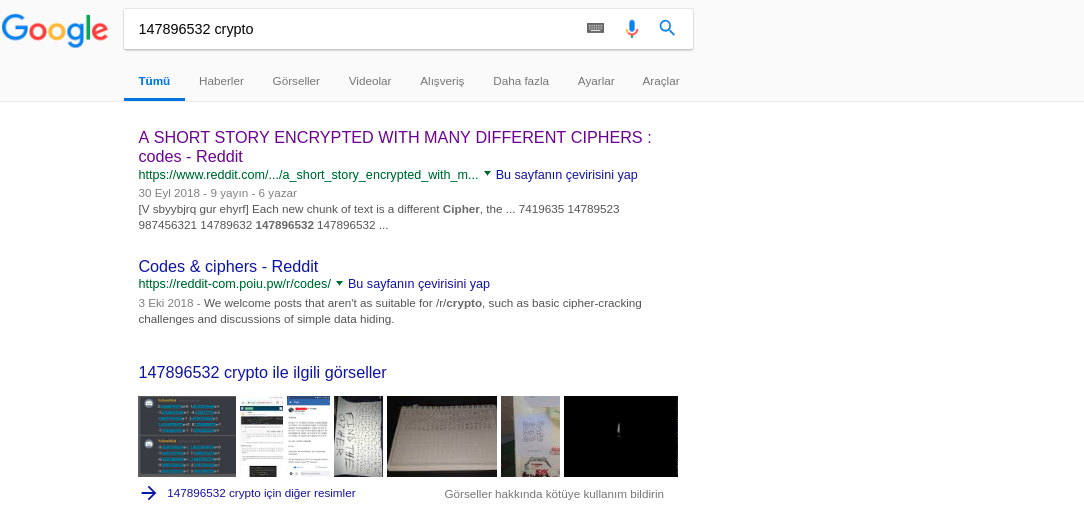 Google
147896532 crypto
Tümü Haberler Görseller Videolar Alışveriş Daha fazla Ayarlar Araçlar
A SHORT STORY ENCRYPTED WITH MANY DIFFERENT CIPHERS :
codes - Reddit
https://www.reddit.com/.../a_short_story_encrypted_with_m... Bu sayfanın çevirisini yap
30 Eyl 2018 - 9 yayın - 6 yazar
[V sbyybjrq gur ehyrf] Each new chunk of text is a different Cipher, the ... 7419635 14789523
987456321 14789632 147896532 147896532 ...
Codes & ciphers - Reddit
https://reddit-com.poiu.pw/r/codes/ Bu sayfanın çevirisini yap
3 Eki 2018 - We welcome posts that aren't as suitable for /r/crypto, such as basic cipher-cracking
challenges and discussions of simple data hiding.
147896532 crypto ile ilgili görseller
147896532 crypto için diğer resimler
Görseller hakkında kötüye kullanım bildirin